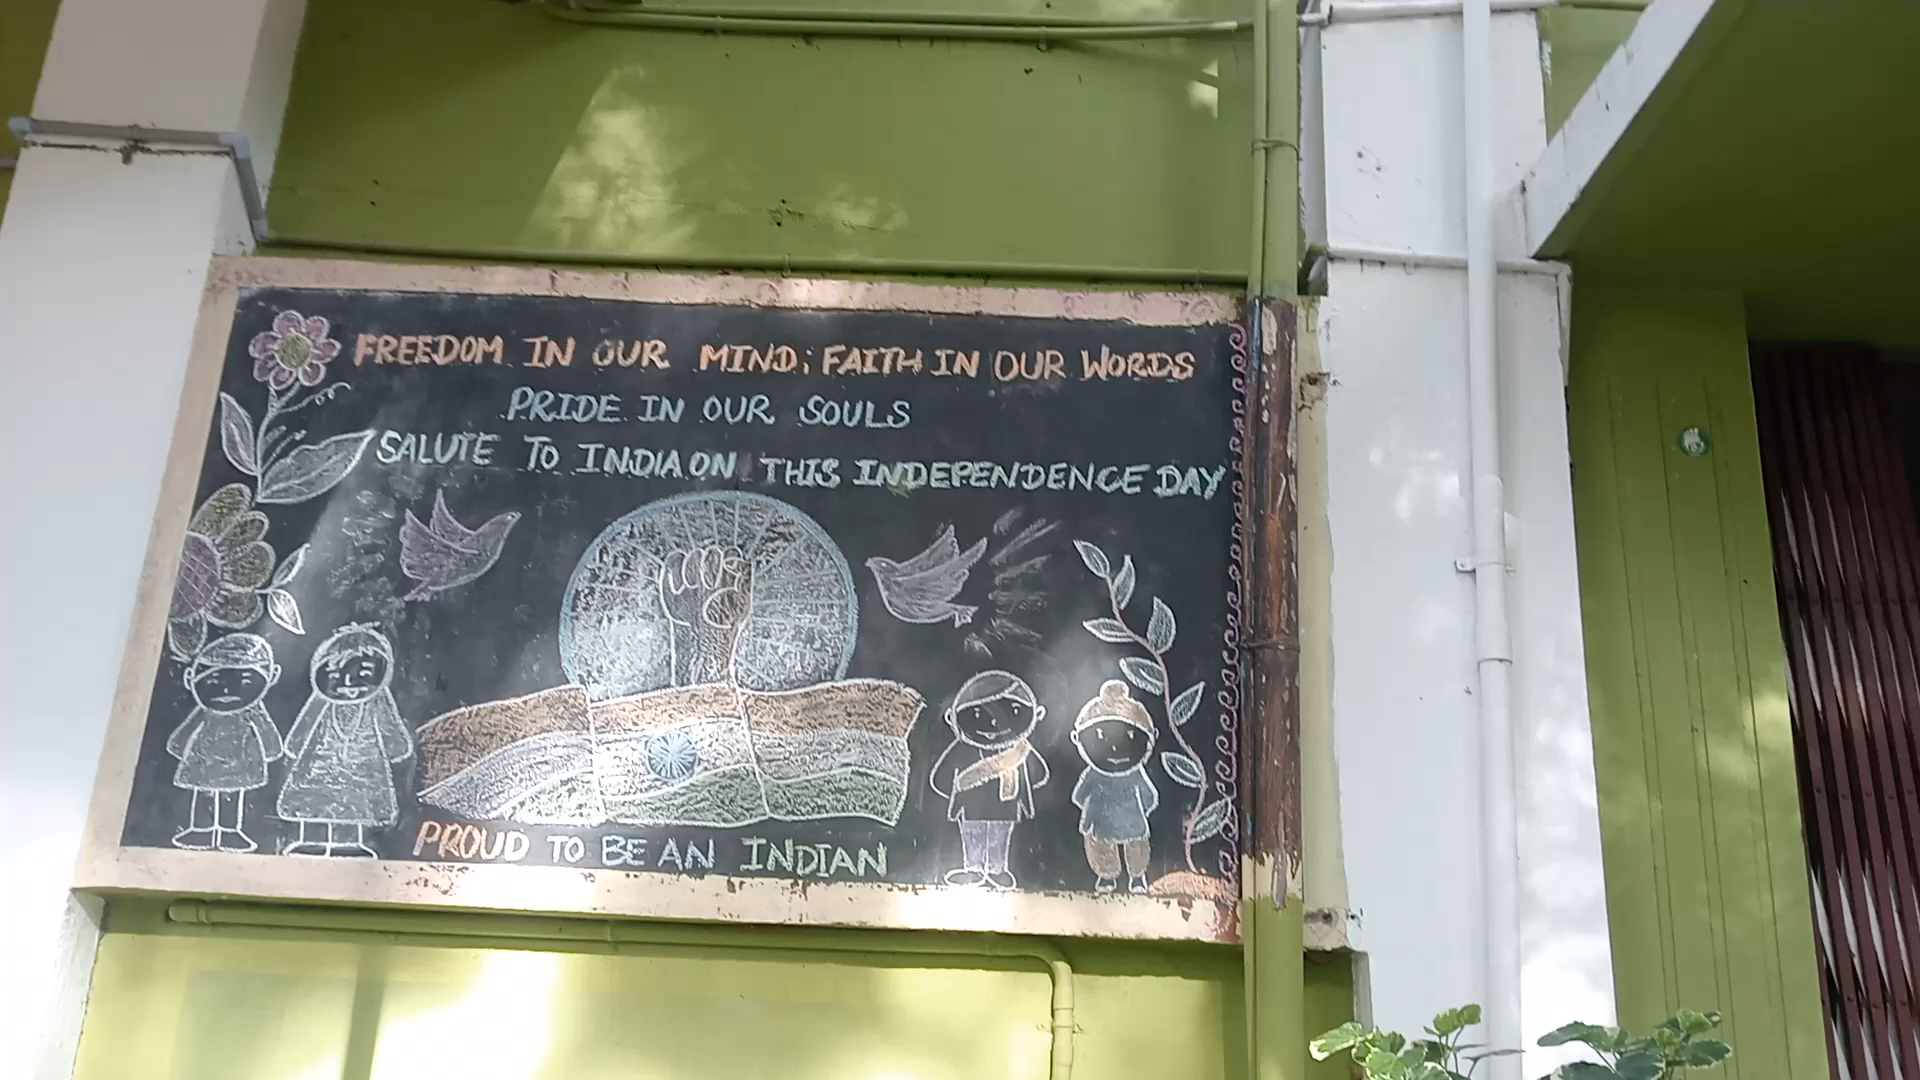 FREEDOM IN OUR MIND; FAITH IN OUR WORDS
PRIDE IN OUR SOULS
SALUTE TO INDIA ON THIS INDEPENDENCE DAY
PROUD TO BE AN INDIAN